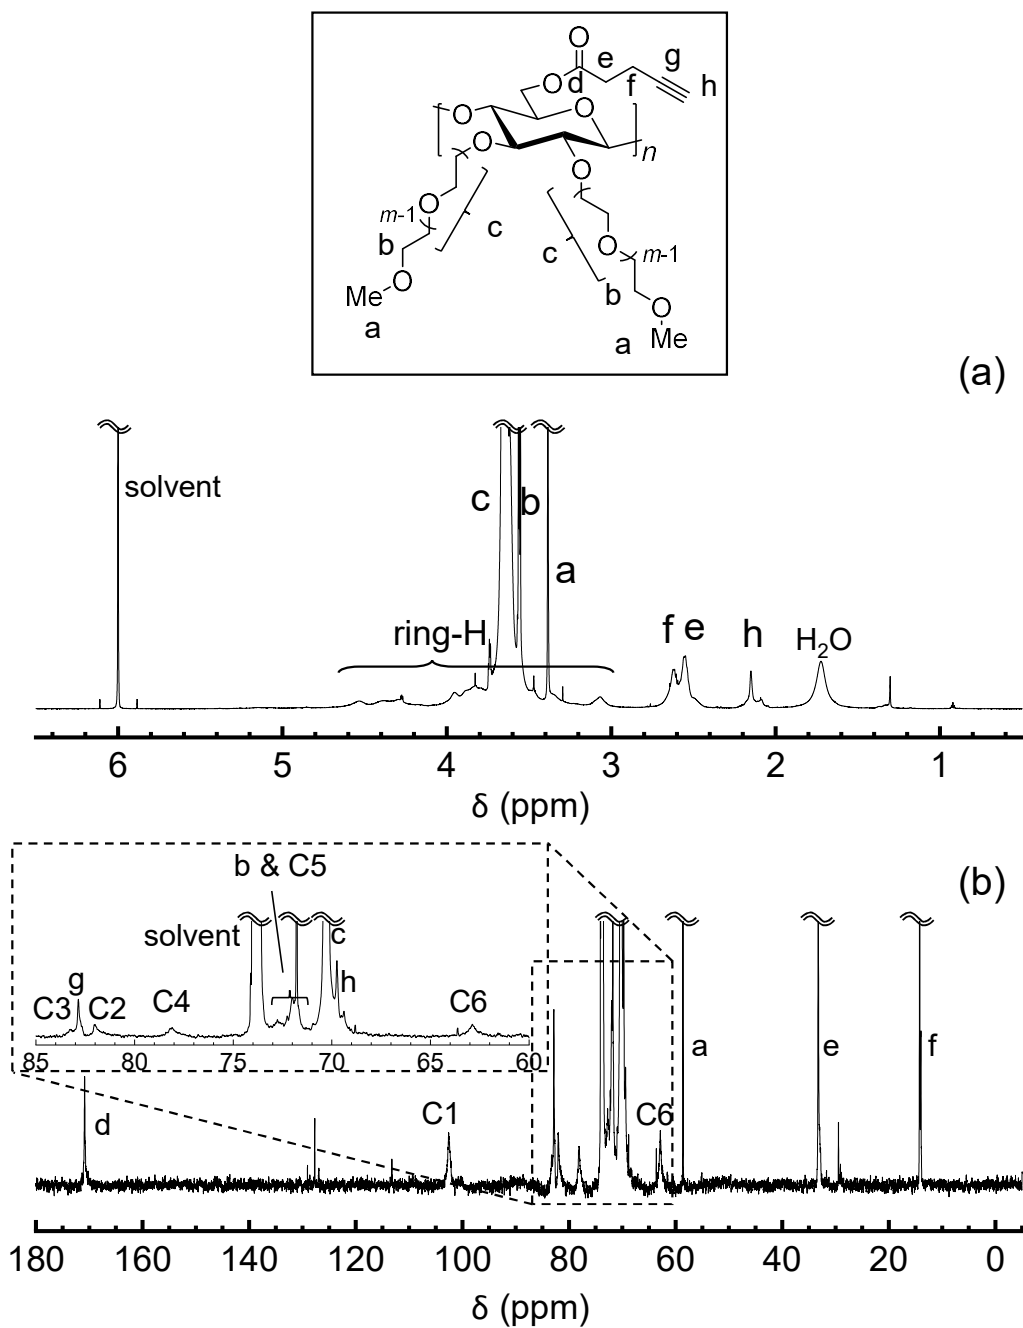 O
e
g
O
d
f
h
O
O
O
n
O
O
m-1
c
b
O
c
m-1
O
b
Me
O
a
a
Me
(a)
solvent
c
b
a
ring-H
f e
h
H₂O
6
5
4
3
2
1
δ (ppm)
(b)
b & C5
solvent
c
g
h
C3
C2
C4
C6
85
80
75
70
65
60
a
e
f
d
C1
C6
180
160
140
120
100
80
60
40
20
0
δ (ppm)